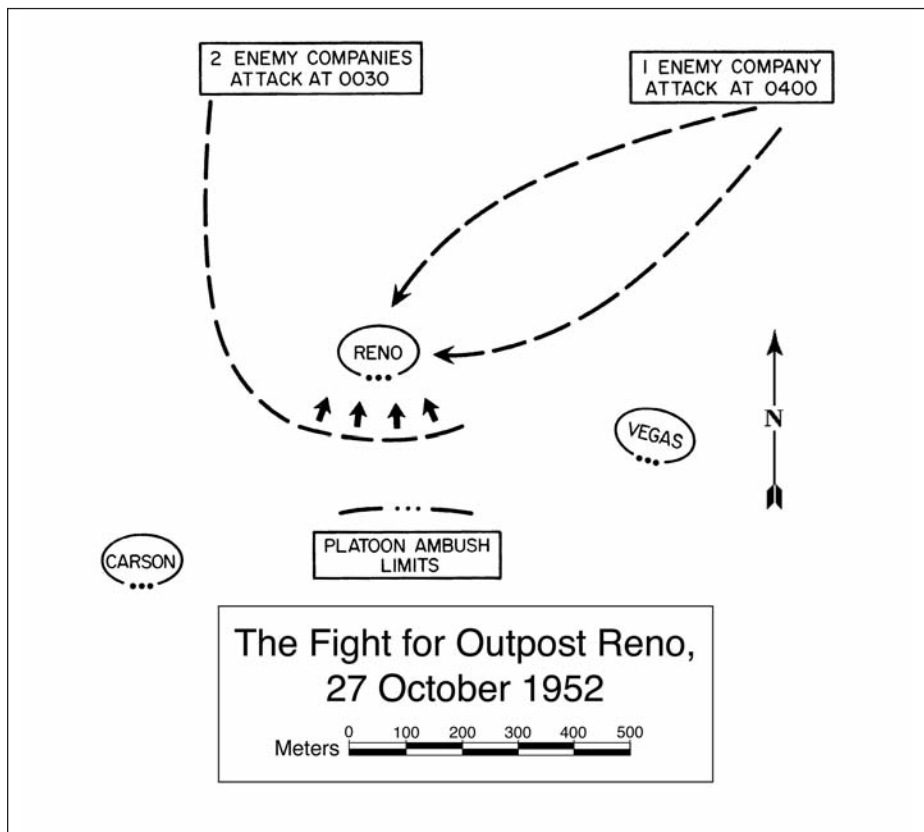 2 ENEMY COMPANIES
ATTACK AT 0030
1 ENEMY COMPANY
ATTACK AT 0400
RENO
VEGAS
N
CARSON
PLATOON AMBUSH
LIMITS
The Fight for Outpost Reno,
27 October 1952
0 100 200 300 400 500
Meters